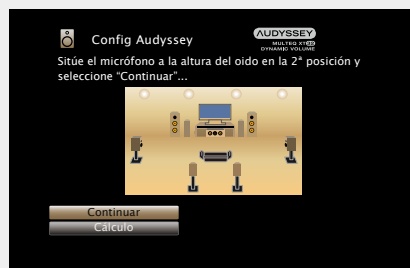 Config Audyssey
AUDYSSEY
MULTEQ XT32
DYNAMIC VOLUME
Sitúe el micrófono a la altura del oido en la 2ª posición y
seleccione “Continuar”...
Continuar
Cálculo